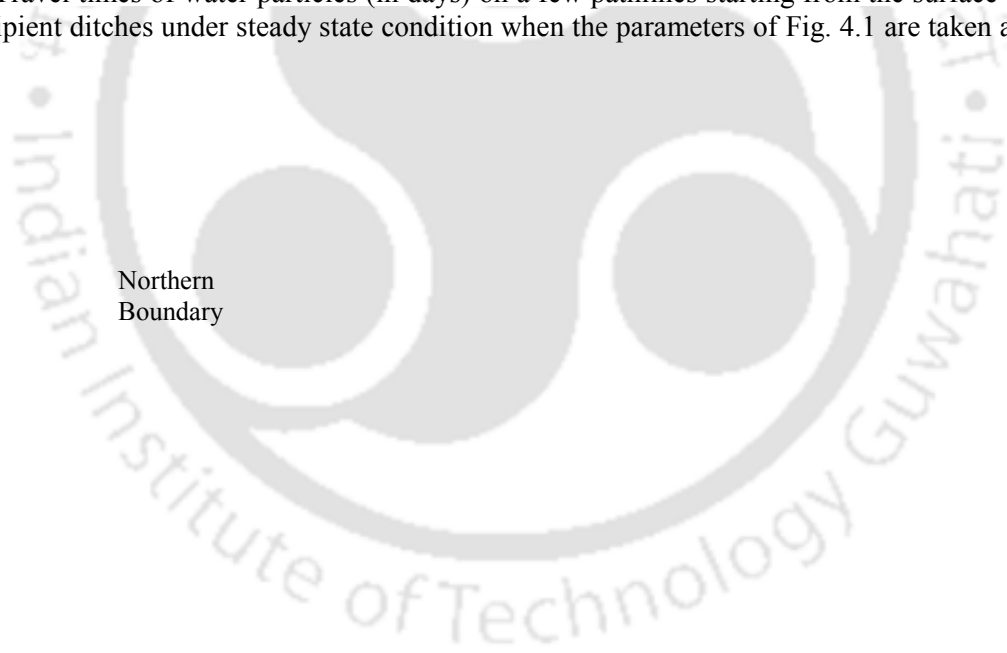 Travel times of water particles (in days) on a few pathlines starting from the surface
ipient ditches under steady state condition when the parameters of Fig. 4.1 are taken a
Northern
Boundary
Indian Institute of Technology Guwahati